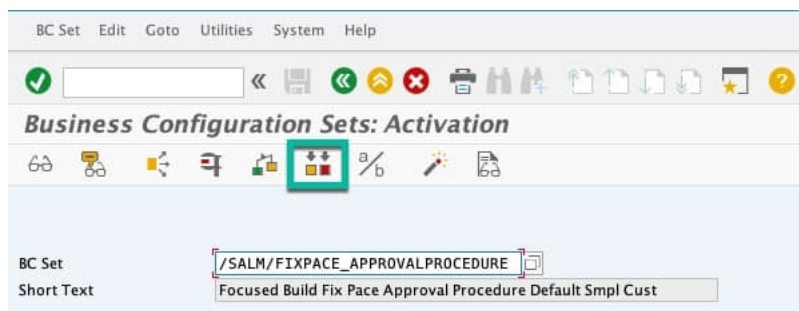 BC Set Edit Goto Utilities System Help
Business Configuration Sets: Activation
a/b
BC Set /SALM/FIXPACE_APPROVALPROCEDURE
Short Text Focused Build Fix Pace Approval Procedure Default Smpl Cust